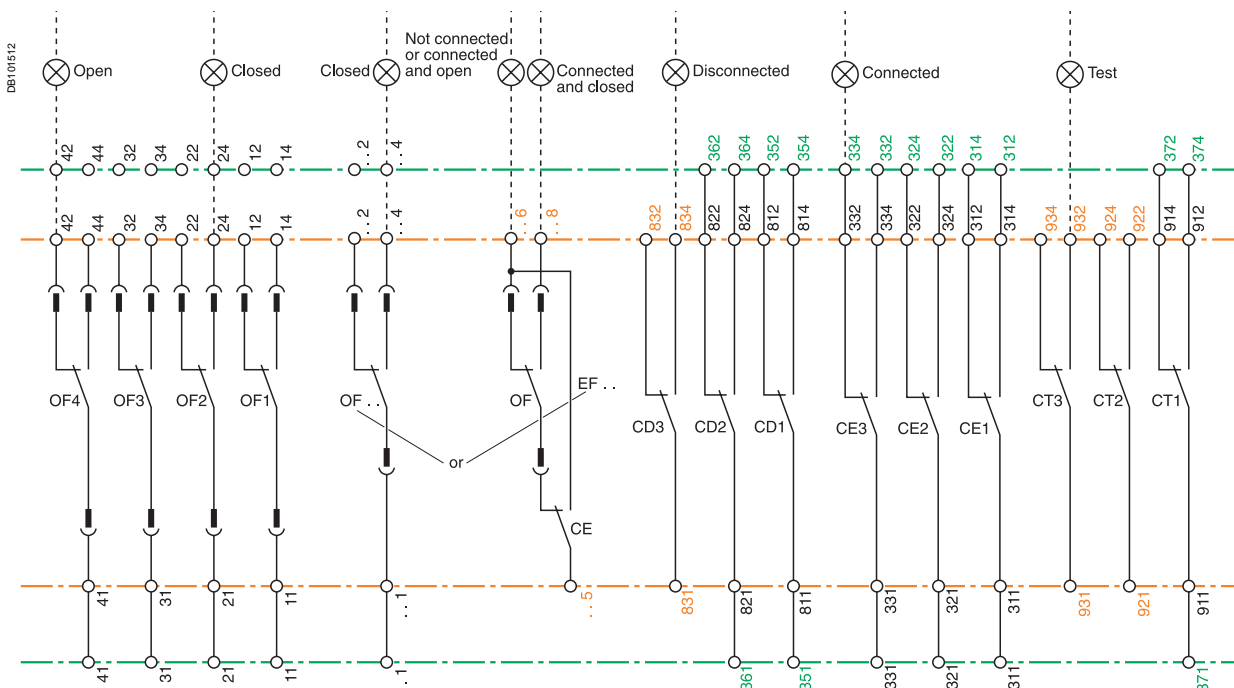 DB101512
Open
Closed
Closed
Not connected
or connected
and open
Connected
and closed
Disconnected
Connected
Test
42 44 32 34 22 24 12 14 . . 2 . . 4 362 364 352 354 334 332 324 322 314 312 372 374
42 44 32 34 22 24 12 14 . . 2 . . 4 . . 6 . . 8 832 834 822 824 812 814 332 334 322 324 312 314 934 932 924 922 914 912
OF4 OF3 OF2 OF1 OF . . OF EF . . CD3 CD2 CD1 CE3 CE2 CE1 CT3 CT2 CT1
or
CE
41 31 21 11 . . 1 . . 5 831 821 811 331 321 311 931 921 911
41 31 21 11 . . 1 361 351 331 321 311 371